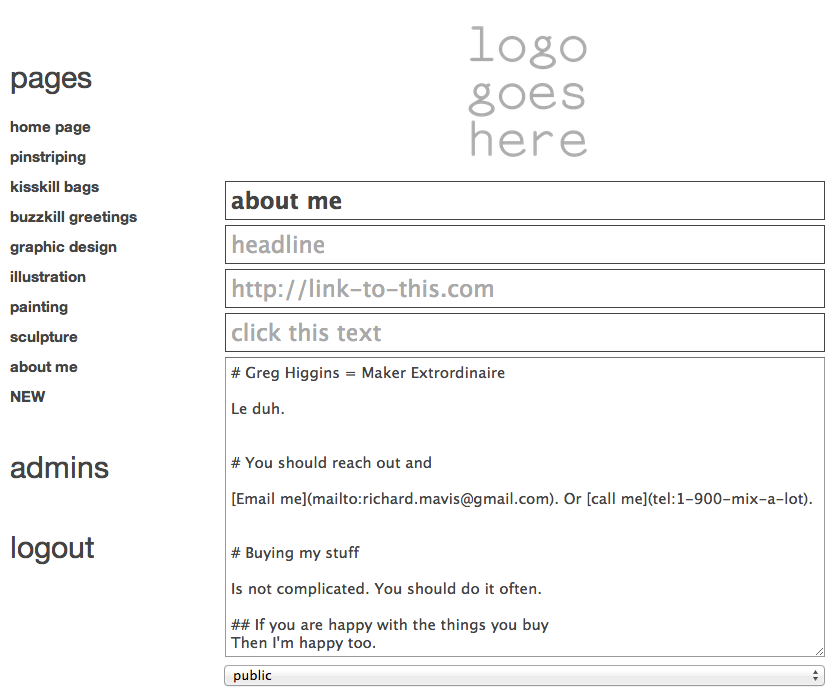 pages
home page
pinstriping
kisskill bags
buzzkill greetings
graphic design
illustration
painting
sculpture
about me
NEW
admins
logout
logo
goes
here
about me
headline
http://link-to-this.com
click this text
# Greg Higgins = Maker Extrordinaire
Le duh.
# You should reach out and
[Email me](mailto:richard.mavis@gmail.com). Or [call me](tel:1-900-mix-a-lot).
# Buying my stuff
Is not complicated. You should do it often.
## If you are happy with the things you buy
Then I'm happy too.
public